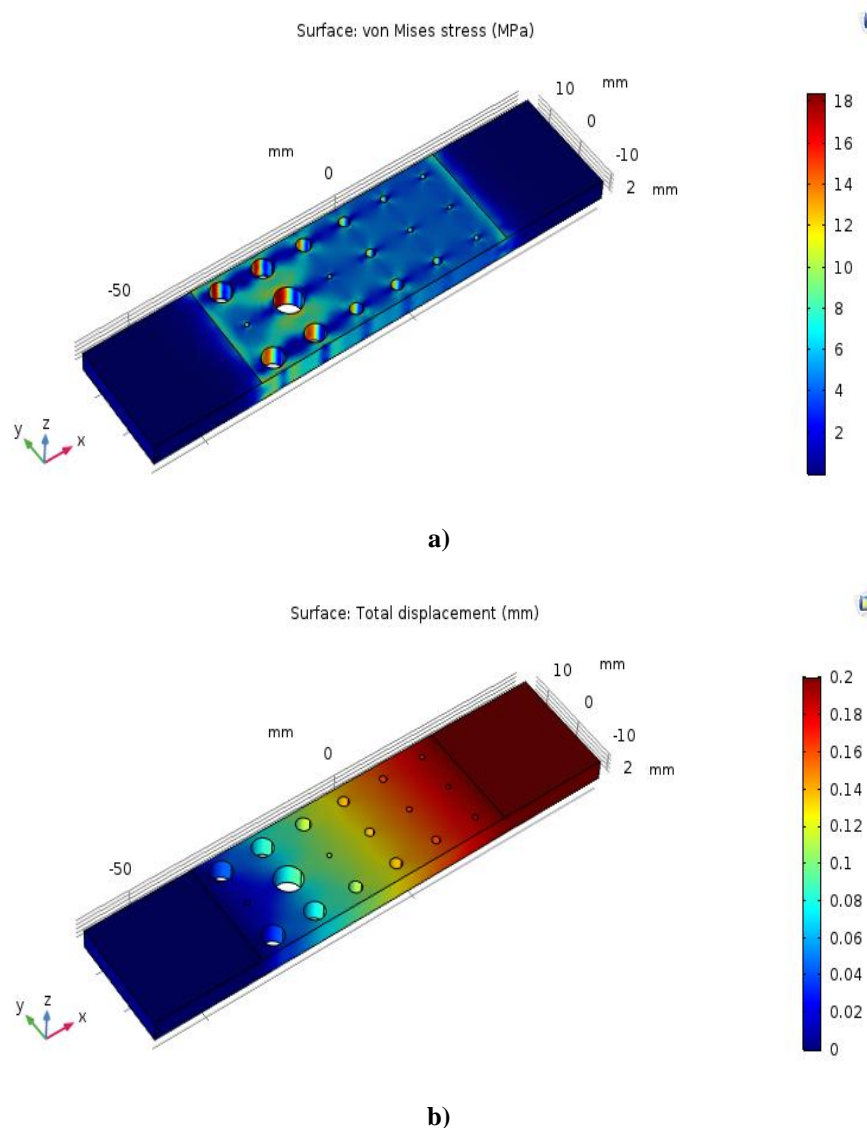 Surface: von Mises stress (MPa)
10 mm
0
-10
2 mm
mm
0
-50
y z x
18
16
14
12
10
8
6
4
2
a)
Surface: Total displacement (mm)
10 mm
0
-10
2 mm
mm
0
-50
y z x
0.2
0.18
0.16
0.14
0.12
0.1
0.08
0.06
0.04
0.02
0
b)